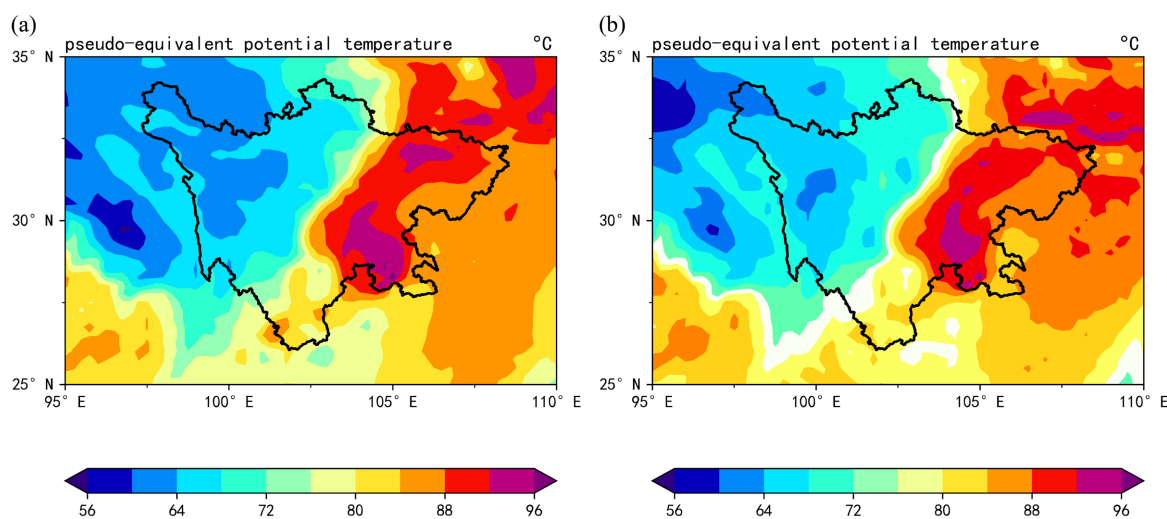 (a)
(b)
pseudo-equivalent potential temperature °C
pseudo-equivalent potential temperature °C
35° N
30° N
25° N
95° E 100° E 105° E 110° E
35° N
30° N
25° N
95° E 100° E 105° E 110° E
56 64 72 80 88 96
56 64 72 80 88 96